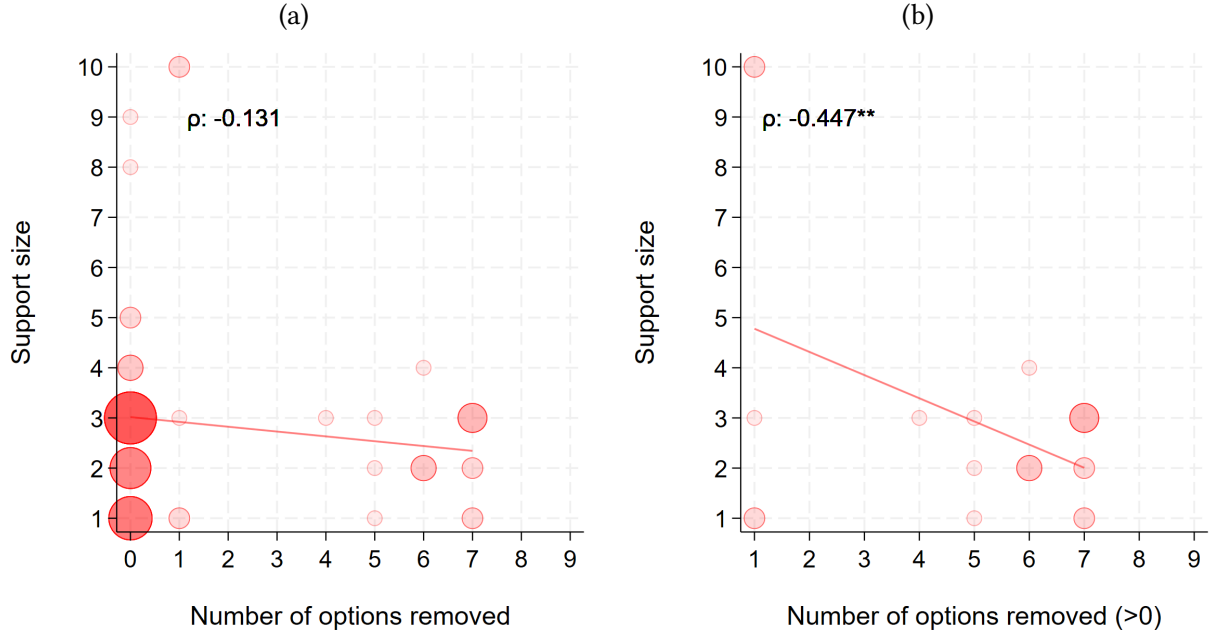 (a)
10
9
8
7
6
5
4
3
2
1
Support size
ρ: -0.131
0 1 2 3 4 5 6 7 8 9
Number of options removed
(b)
10
9
8
7
6
5
4
3
2
1
Support size
ρ: -0.447**
1 2 3 4 5 6 7 8 9
Number of options removed (>0)